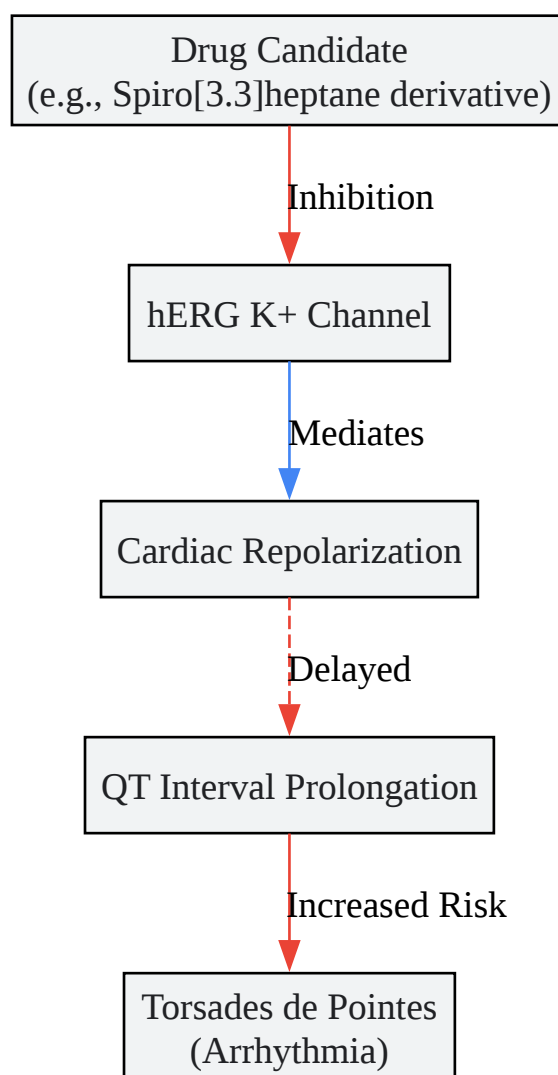 Drug Candidate
(e.g., Spiro[3.3]heptane derivative)
Inhibition
hERG K+ Channel
Mediates
Cardiac Repolarization
Delayed
QT Interval Prolongation
Increased Risk
Torsades de Pointes
(Arrhythmia)